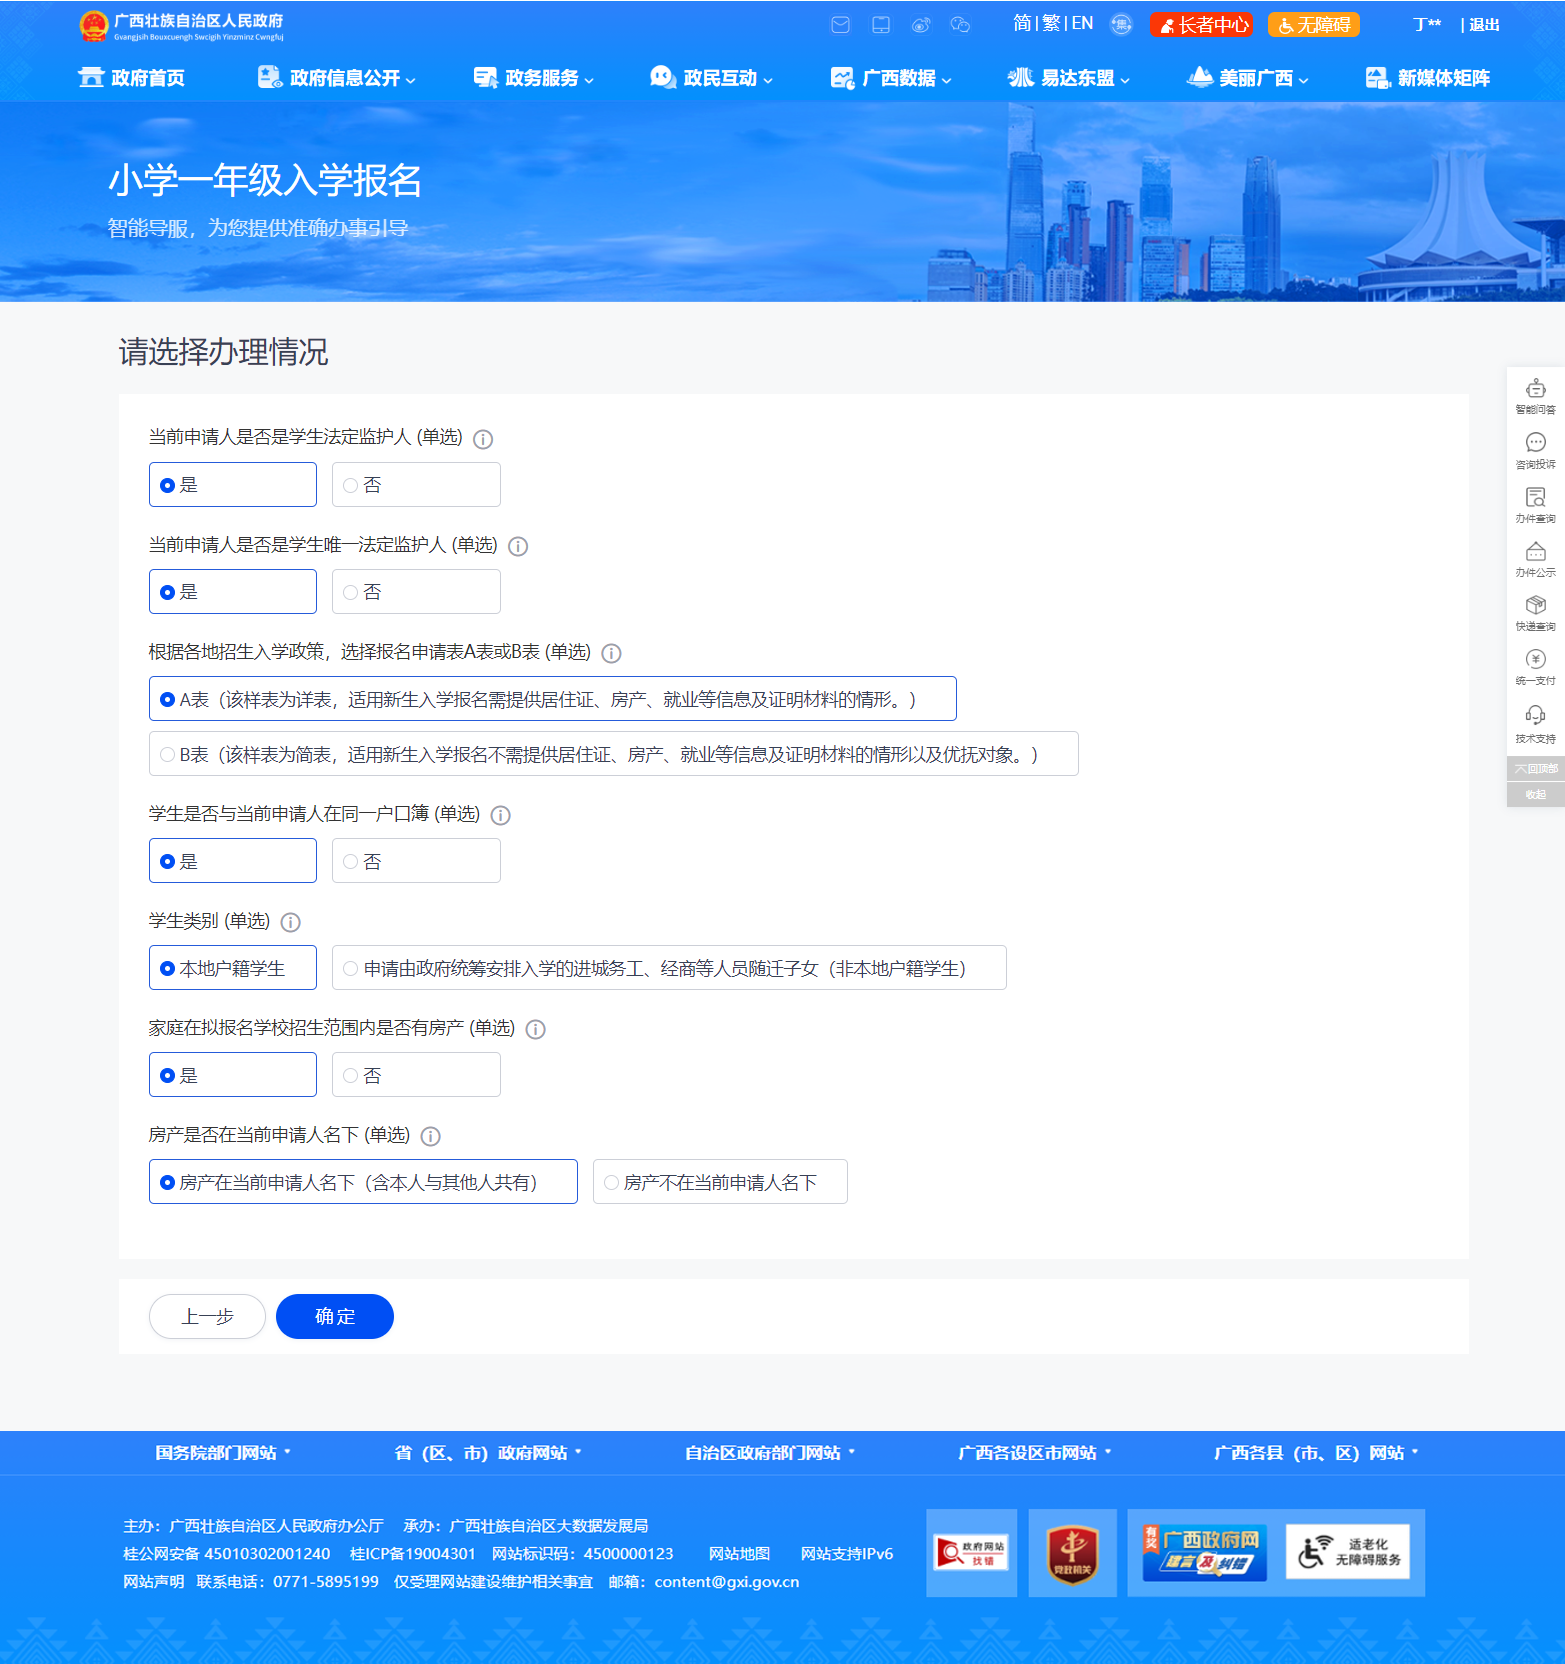 广西壮族自治区人民政府
Gvangjsih Bouxcuengh Swcigih Yinzminz Cwngfuj
简 | 繁 | EN
长者中心
无障碍
丁** | 退出
政府首页 政府信息公开 政务服务 政民互动 广西数据 易达东盟 美丽广西 新媒体矩阵
小学一年级入学报名
智能导服，为您提供准确办事引导
请选择办理情况
当前申请人是否是学生法定监护人 (单选)
是 否
当前申请人是否是学生唯一法定监护人 (单选)
是 否
根据各地招生入学政策，选择报名申请表A表或B表 (单选)
A表（该样表为详表，适用新生入学报名需提供居住证、房产、就业等信息及证明材料的情形。）
B表（该样表为简表，适用新生入学报名不需提供居住证、房产、就业等信息及证明材料的情形以及优抚对象。）
学生是否与当前申请人在同一户口簿 (单选)
是 否
学生类别 (单选)
本地户籍学生 申请由政府统筹安排入学的进城务工、经商等人员随迁子女（非本地户籍学生）
家庭在拟报名学校招生范围内是否有房产 (单选)
是 否
房产是否在当前申请人名下 (单选)
房产在当前申请人名下（含本人与其他人共有） 房产不在当前申请人名下
上一步 确定
智能问答
咨询投诉
办件查询
办件公示
快递查询
统一支付
技术支持
回顶部
收起
国务院部门网站 省（区、市）政府网站 自治区政府部门网站 广西各设区市网站 广西各县（市、区）网站
主办：广西壮族自治区人民政府办公厅 承办：广西壮族自治区大数据发展局
桂公网安备 45010302001240 桂ICP备19004301 网站标识码：4500000123 网站地图 网站支持IPv6
网站声明 联系电话：0771-5895199 仅受理网站建设维护相关事宜 邮箱：content@gxi.gov.cn
政府网站
找错
党政机关
有奖
广西政府网
建言及纠错
适老化
无障碍服务